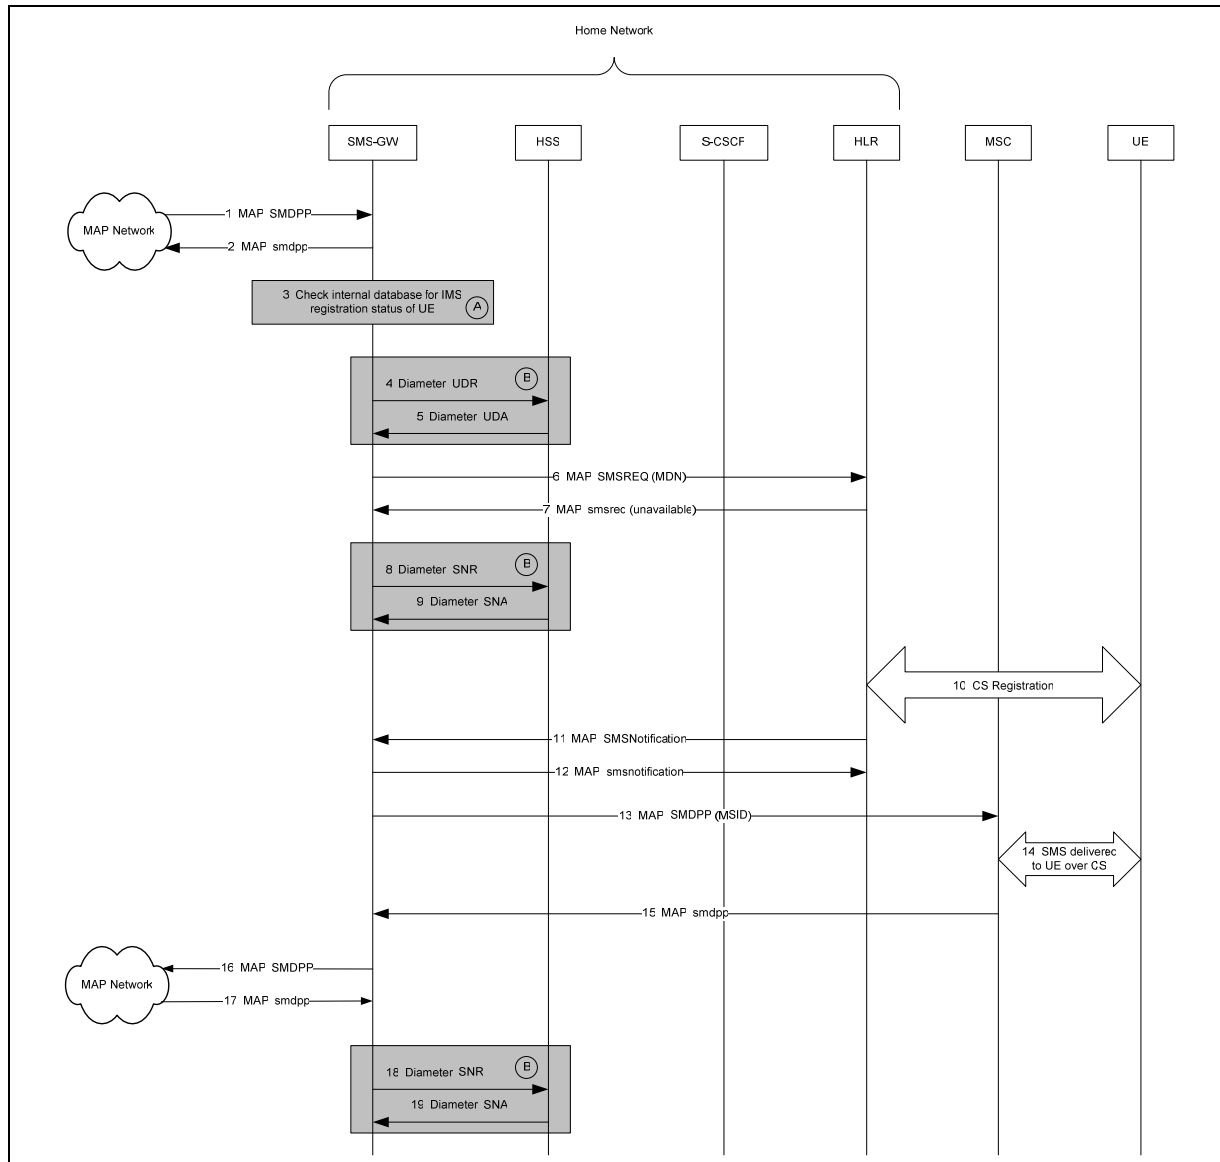 Home Network
SMS-GW
HSS
S-CSCF
HLR
MSC
UE
1 MAP SMDPP
MAP Network
2 MAP smdpp
3 Check internal database for IMS
registration status of UE
A
4 Diameter UDR
B
5 Diameter UDA
6 MAP SMSREQ (MDN)
7 MAP smsreq (unavailable)
8 Diameter SNR
B
9 Diameter SNA
10 CS Registration
11 MAP SMSNotification
12 MAP smsnotification
13 MAP SMDPP (MSID)
14 SMS delivered
to UE over CS
15 MAP smdpp
16 MAP SMDPP
MAP Network
17 MAP smdpp
18 Diameter SNR
B
19 Diameter SNA